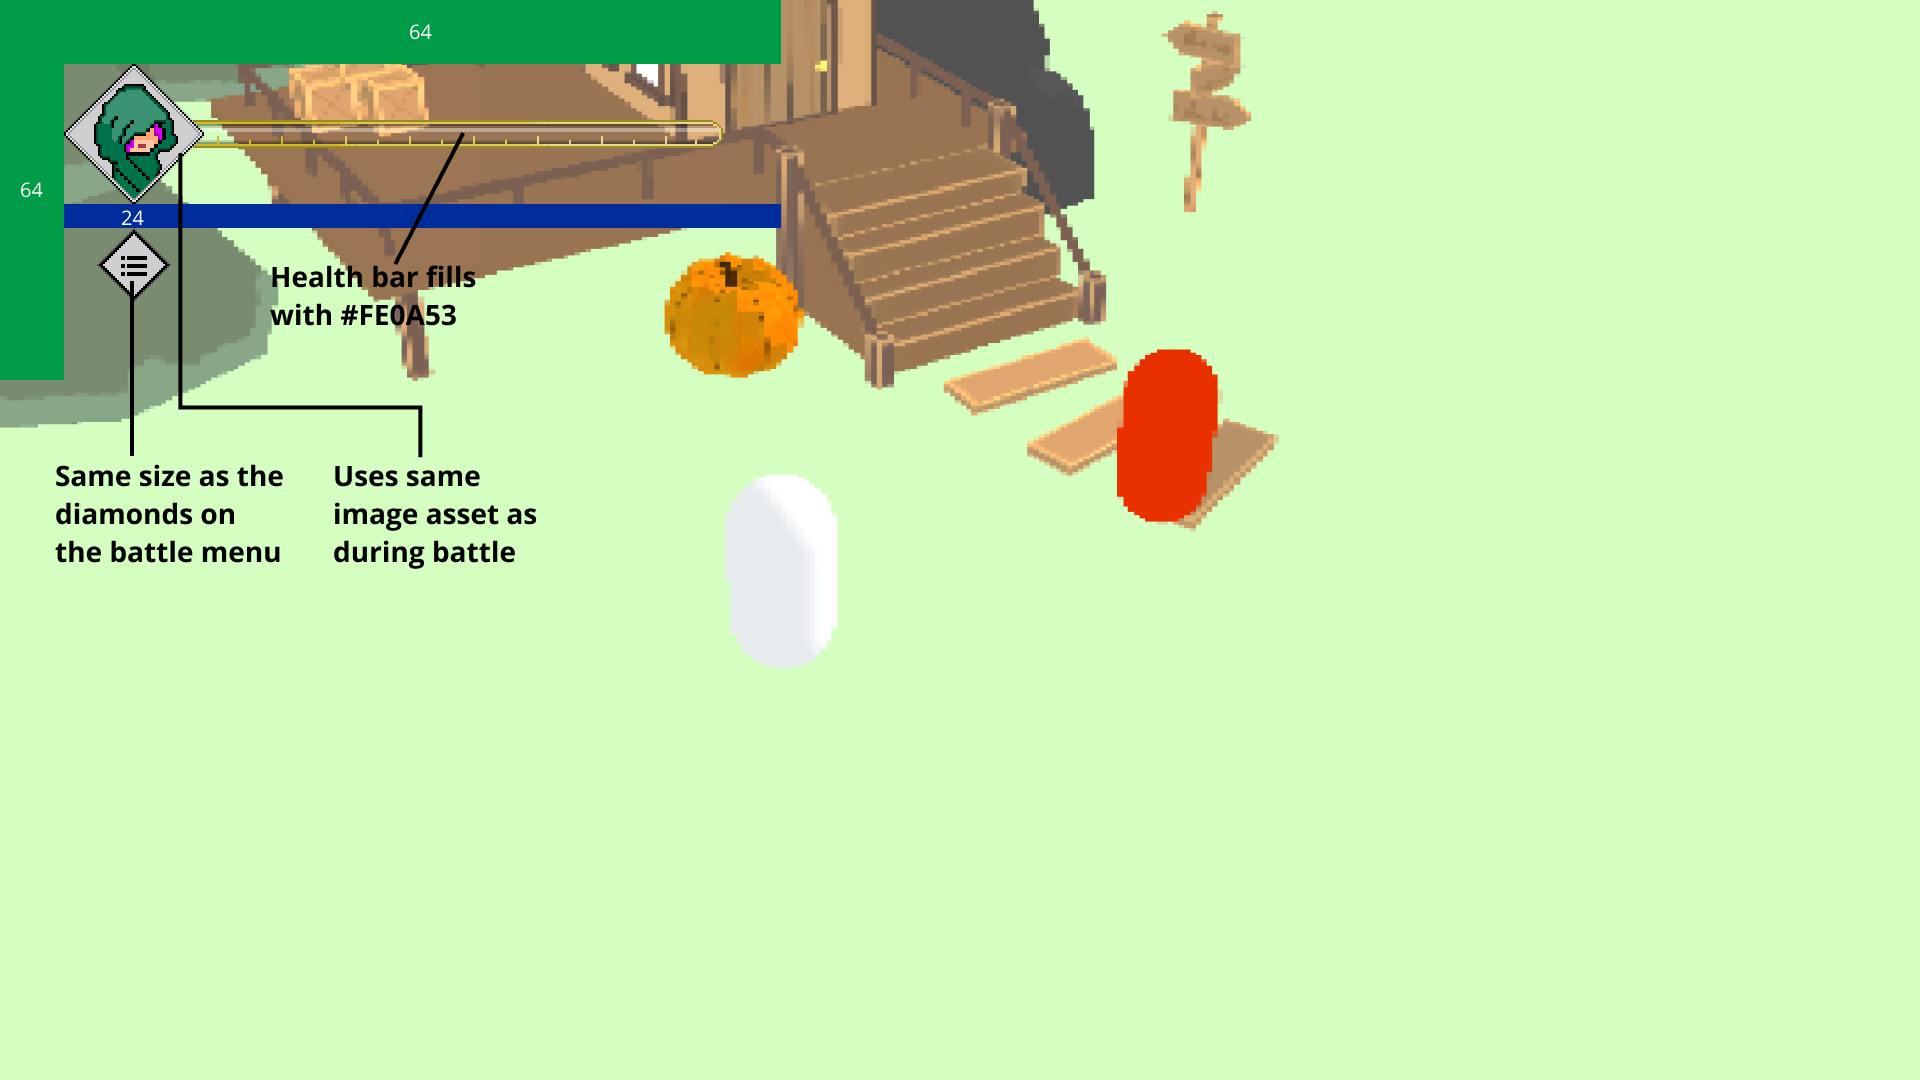 64
64
24
Health bar fills
with #FE0A53
Same size as the
diamonds on
the battle menu
Uses same
image asset as
during battle